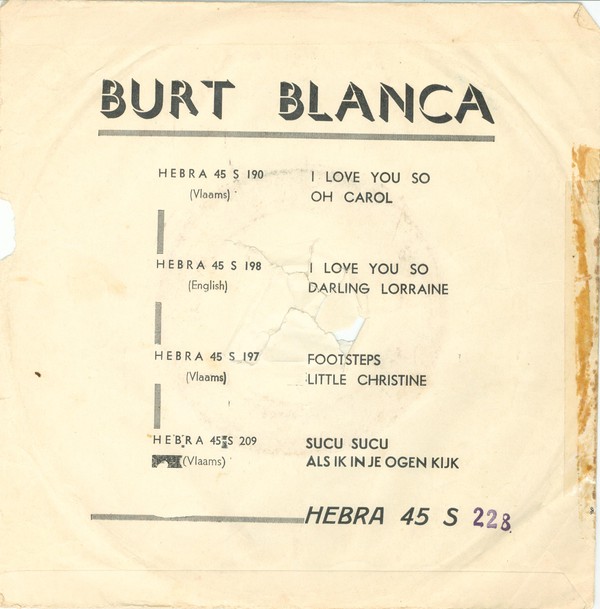 BURT BLANCA
HEBRA 45 S 190 I LOVE YOU SO
(Vlaams) OH CAROL
HEBRA 45 S 198 I LOVE YOU SO
(English) DARLING LORRAINE
HEBRA 45 S 197 FOOTSTEPS
(Vlaams) LITTLE CHRISTINE
HEBRA 45 S 209 SUCU SUCU
(Vlaams) ALS IK IN JE OGEN KIJK
HEBRA 45 S 228